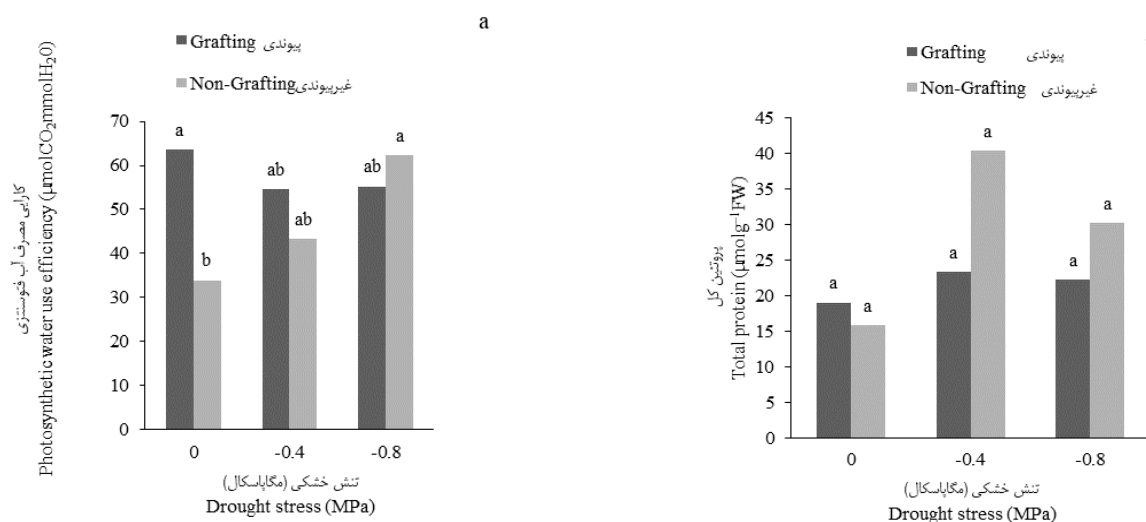 a
Grafting پیوندی
Non-Grafting غیرپیوندی
کارایی مصرف آب فتوسنتزی
Photosynthetic water use efficiency (µmolCO₂mmolH₂0)
70
60
50
40
30
20
10
0
a
b
ab
ab
ab
a
0
-0.4
-0.8
تنش خشکی (مگاپاسکال)
Drought stress (MPa)
Grafting پیوندی
Non-Grafting غیرپیوندی
پروتئین کل
Total protein (µmolg⁻¹FW)
45
40
35
30
25
20
15
10
5
0
a
a
a
a
a
a
0
-0.4
-0.8
تنش خشکی (مگاپاسکال)
Drought stress (MPa)